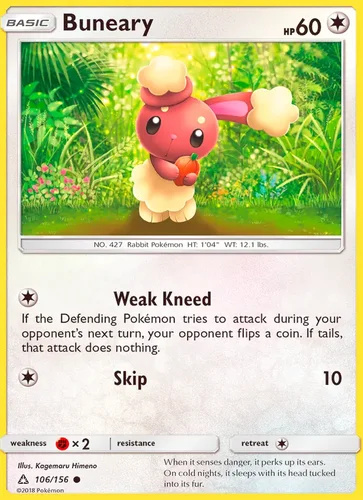 BASIC Buneary HP60
NO. 427 Rabbit Pokémon HT: 1'04" WT: 12.1 lbs.
Weak Kneed
If the Defending Pokémon tries to attack during your
opponent's next turn, your opponent flips a coin. If tails,
that attack does nothing.
Skip 10
weakness ×2 resistance retreat
Illus. Kagemaru Himeno
106/156
©2018 Pokémon
When it senses danger, it perks up its ears.
On cold nights, it sleeps with its head tucked
into its fur.